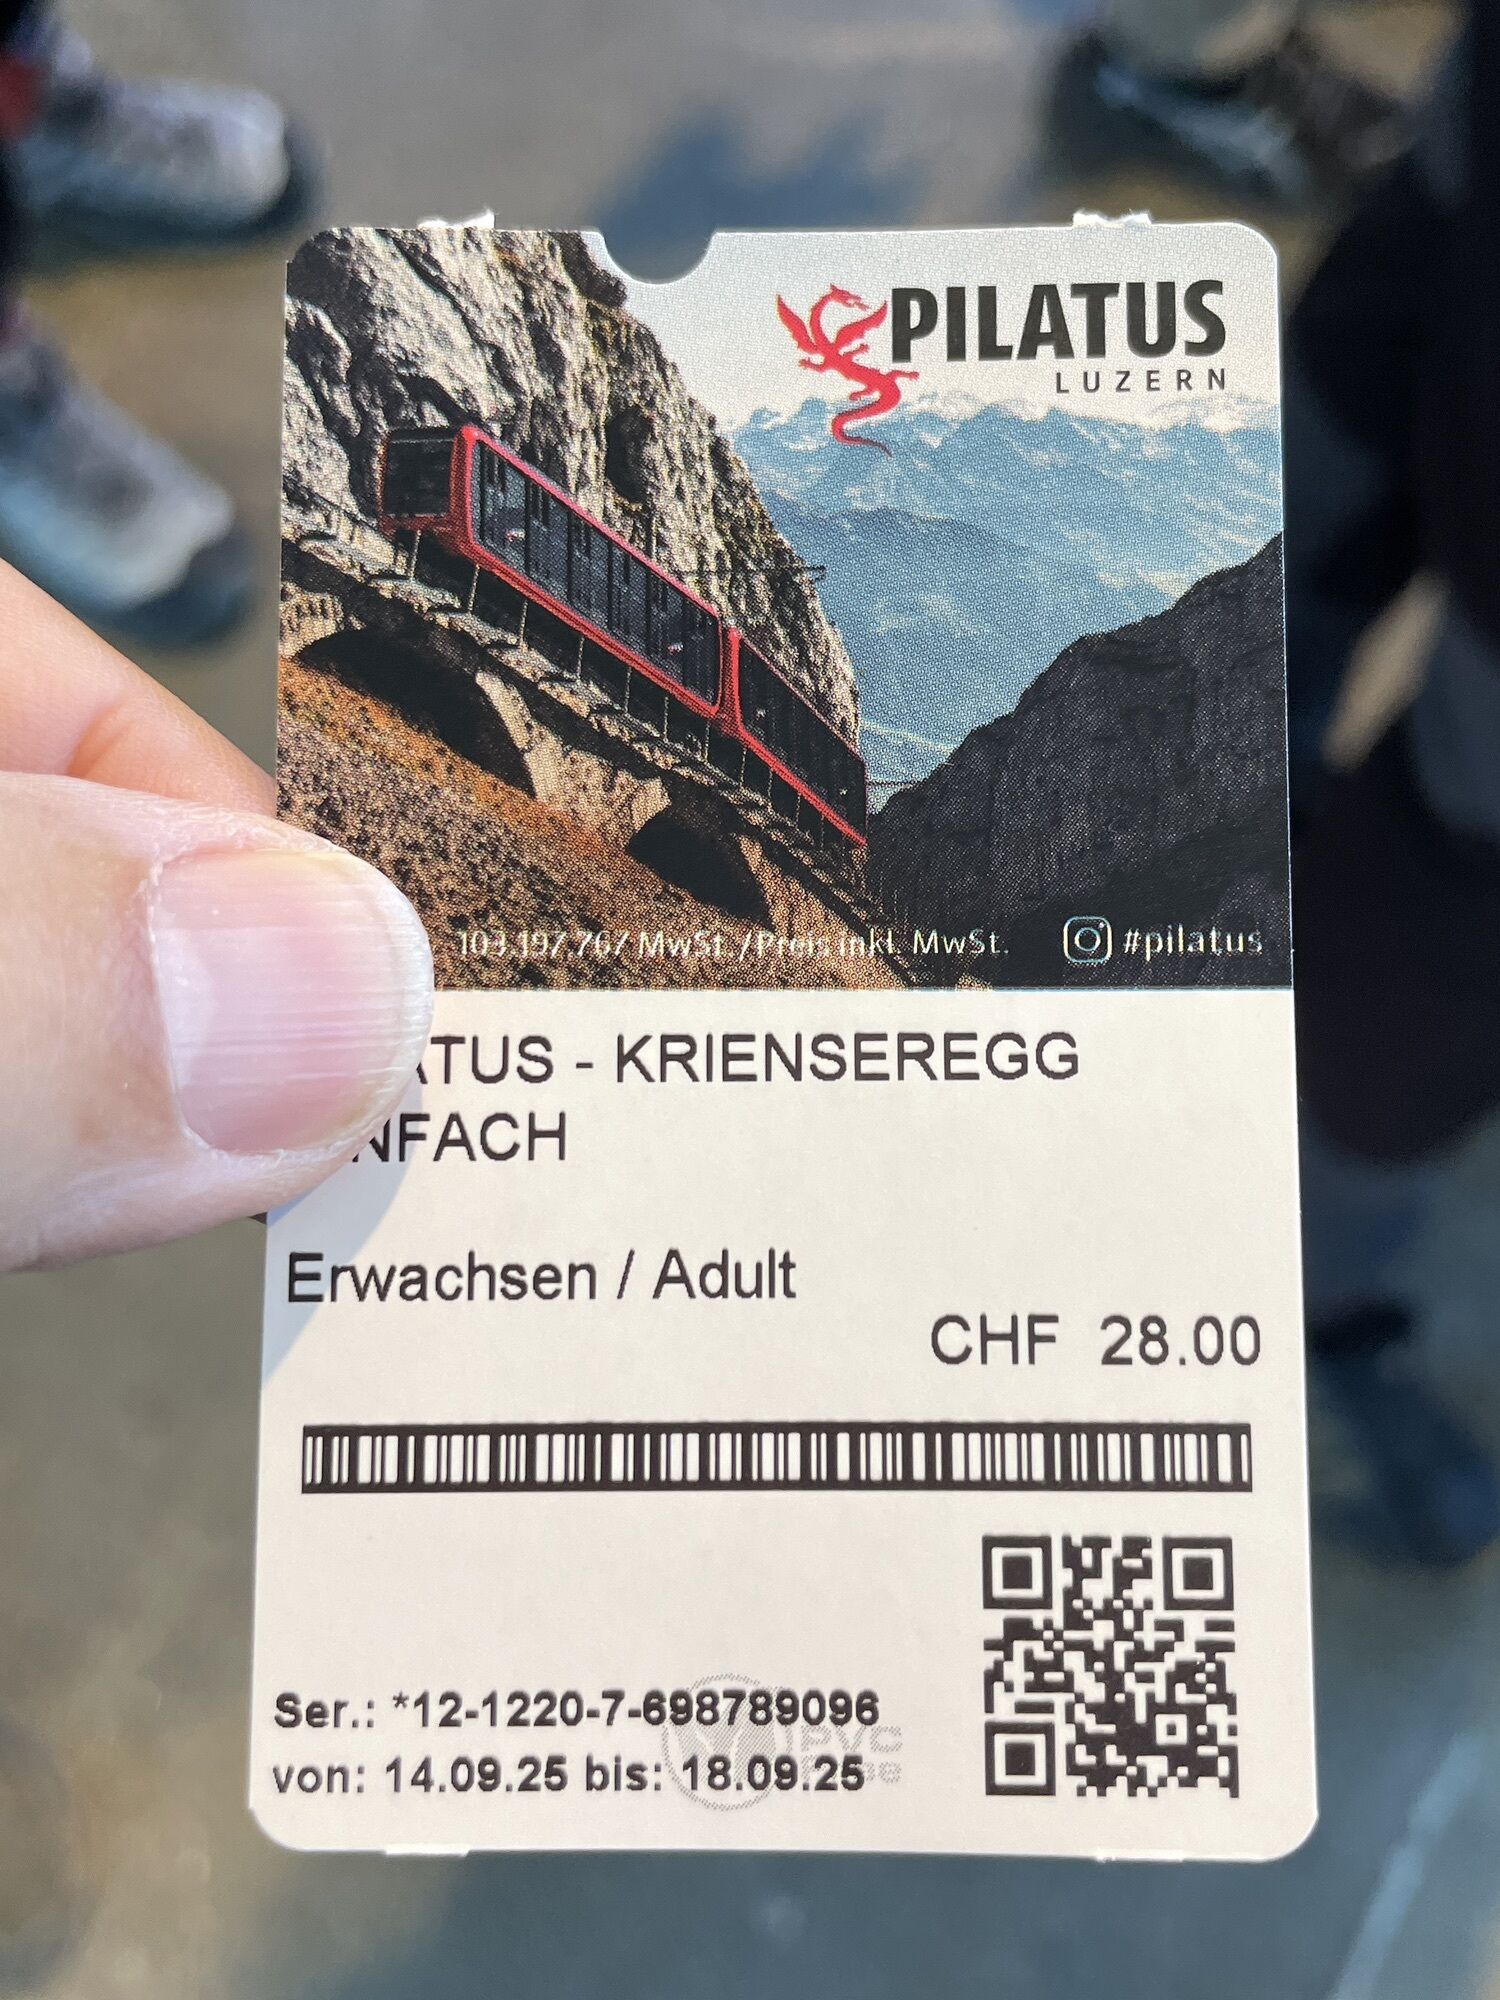 PILATUS
LUZERN
103.197.767 MwSt. / Preis inkl. MwSt.
#pilatus
ATUS - KRIENSEREGG
NFACH
Erwachsen / Adult
CHF 28.00
Ser.: *12-1220-7-698789096
von: 14.09.25 bis: 18.09.25